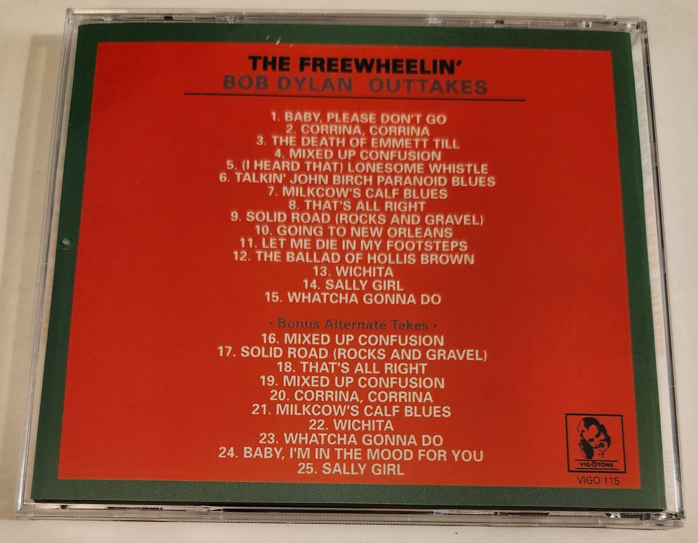 THE FREEWHEELIN'
BOB DYLAN OUTTAKES
1. BABY, PLEASE DON'T GO
2. CORRINA, CORRINA
3. THE DEATH OF EMMETT TILL
4. MIXED UP CONFUSION
5. (I HEARD THAT) LONESOME WHISTLE
6. TALKIN' JOHN BIRCH PARANOID BLUES
7. MILKCOW'S CALF BLUES
8. THAT'S ALL RIGHT
9. SOLID ROAD (ROCKS AND GRAVEL)
10. GOING TO NEW ORLEANS
11. LET ME DIE IN MY FOOTSTEPS
12. THE BALLAD OF HOLLIS BROWN
13. WICHITA
14. SALLY GIRL
15. WHATCHA GONNA DO
- Bonus Alternate Takes -
16. MIXED UP CONFUSION
17. SOLID ROAD (ROCKS AND GRAVEL)
18. THAT'S ALL RIGHT
19. MIXED UP CONFUSION
20. CORRINA, CORRINA
21. MILKCOW'S CALF BLUES
22. WICHITA
23. WHATCHA GONNA DO
24. BABY, I'M IN THE MOOD FOR YOU
25. SALLY GIRL
VIGOTONE
VIGO 115